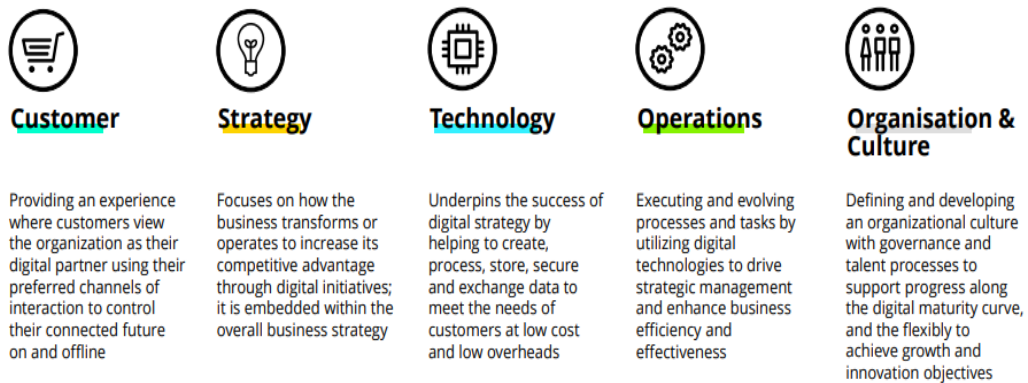 Customer
Providing an experience
where customers view
the organization as their
digital partner using their
preferred channels of
interaction to control
their connected future
on and offline
Strategy
Focuses on how the
business transforms or
operates to increase its
competitive advantage
through digital initiatives;
it is embedded within the
overall business strategy
Technology
Underpins the success of
digital strategy by
helping to create,
process, store, secure
and exchange data to
meet the needs of
customers at low cost
and low overheads
Operations
Executing and evolving
processes and tasks by
utilizing digital
technologies to drive
strategic management
and enhance business
efficiency and
effectiveness
Organisation &
Culture
Defining and developing
an organizational culture
with governance and
talent processes to
support progress along
the digital maturity curve,
and the flexibly to
achieve growth and
innovation objectives